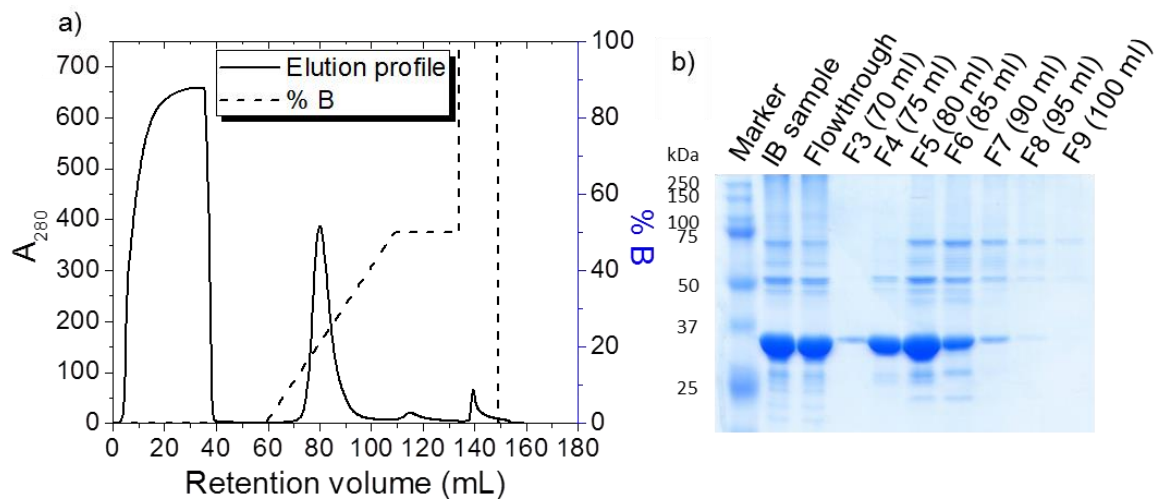 a)
100
700
Elution profile
600
% B
80
500
60
400
300
40
200
20
100
0
0
0 20 40 60 80 100 120 140 160 180
A280
% B
Retention volume (mL)
b)
Marker
IB sample
Flowthrough
F3 (70 ml)
F4 (75 ml)
F5 (80 ml)
F6 (85 ml)
F7 (90 ml)
F8 (95 ml)
F9 (100 ml)
kDa
250
150
100
75
50
37
25